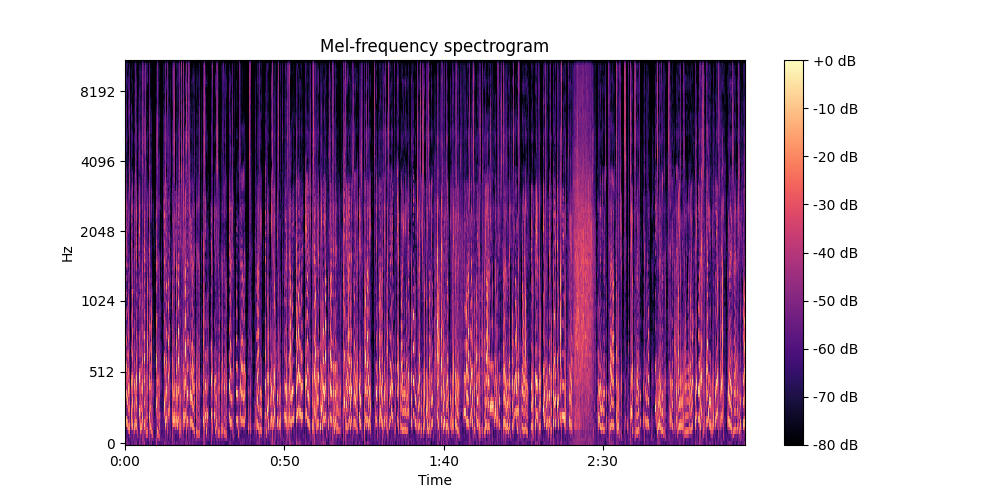 Mel-frequency spectrogram
8192
4096
2048
1024
512
0
Hz
0:00
0:50
1:40
2:30
Time
+0 dB
-10 dB
-20 dB
-30 dB
-40 dB
-50 dB
-60 dB
-70 dB
-80 dB